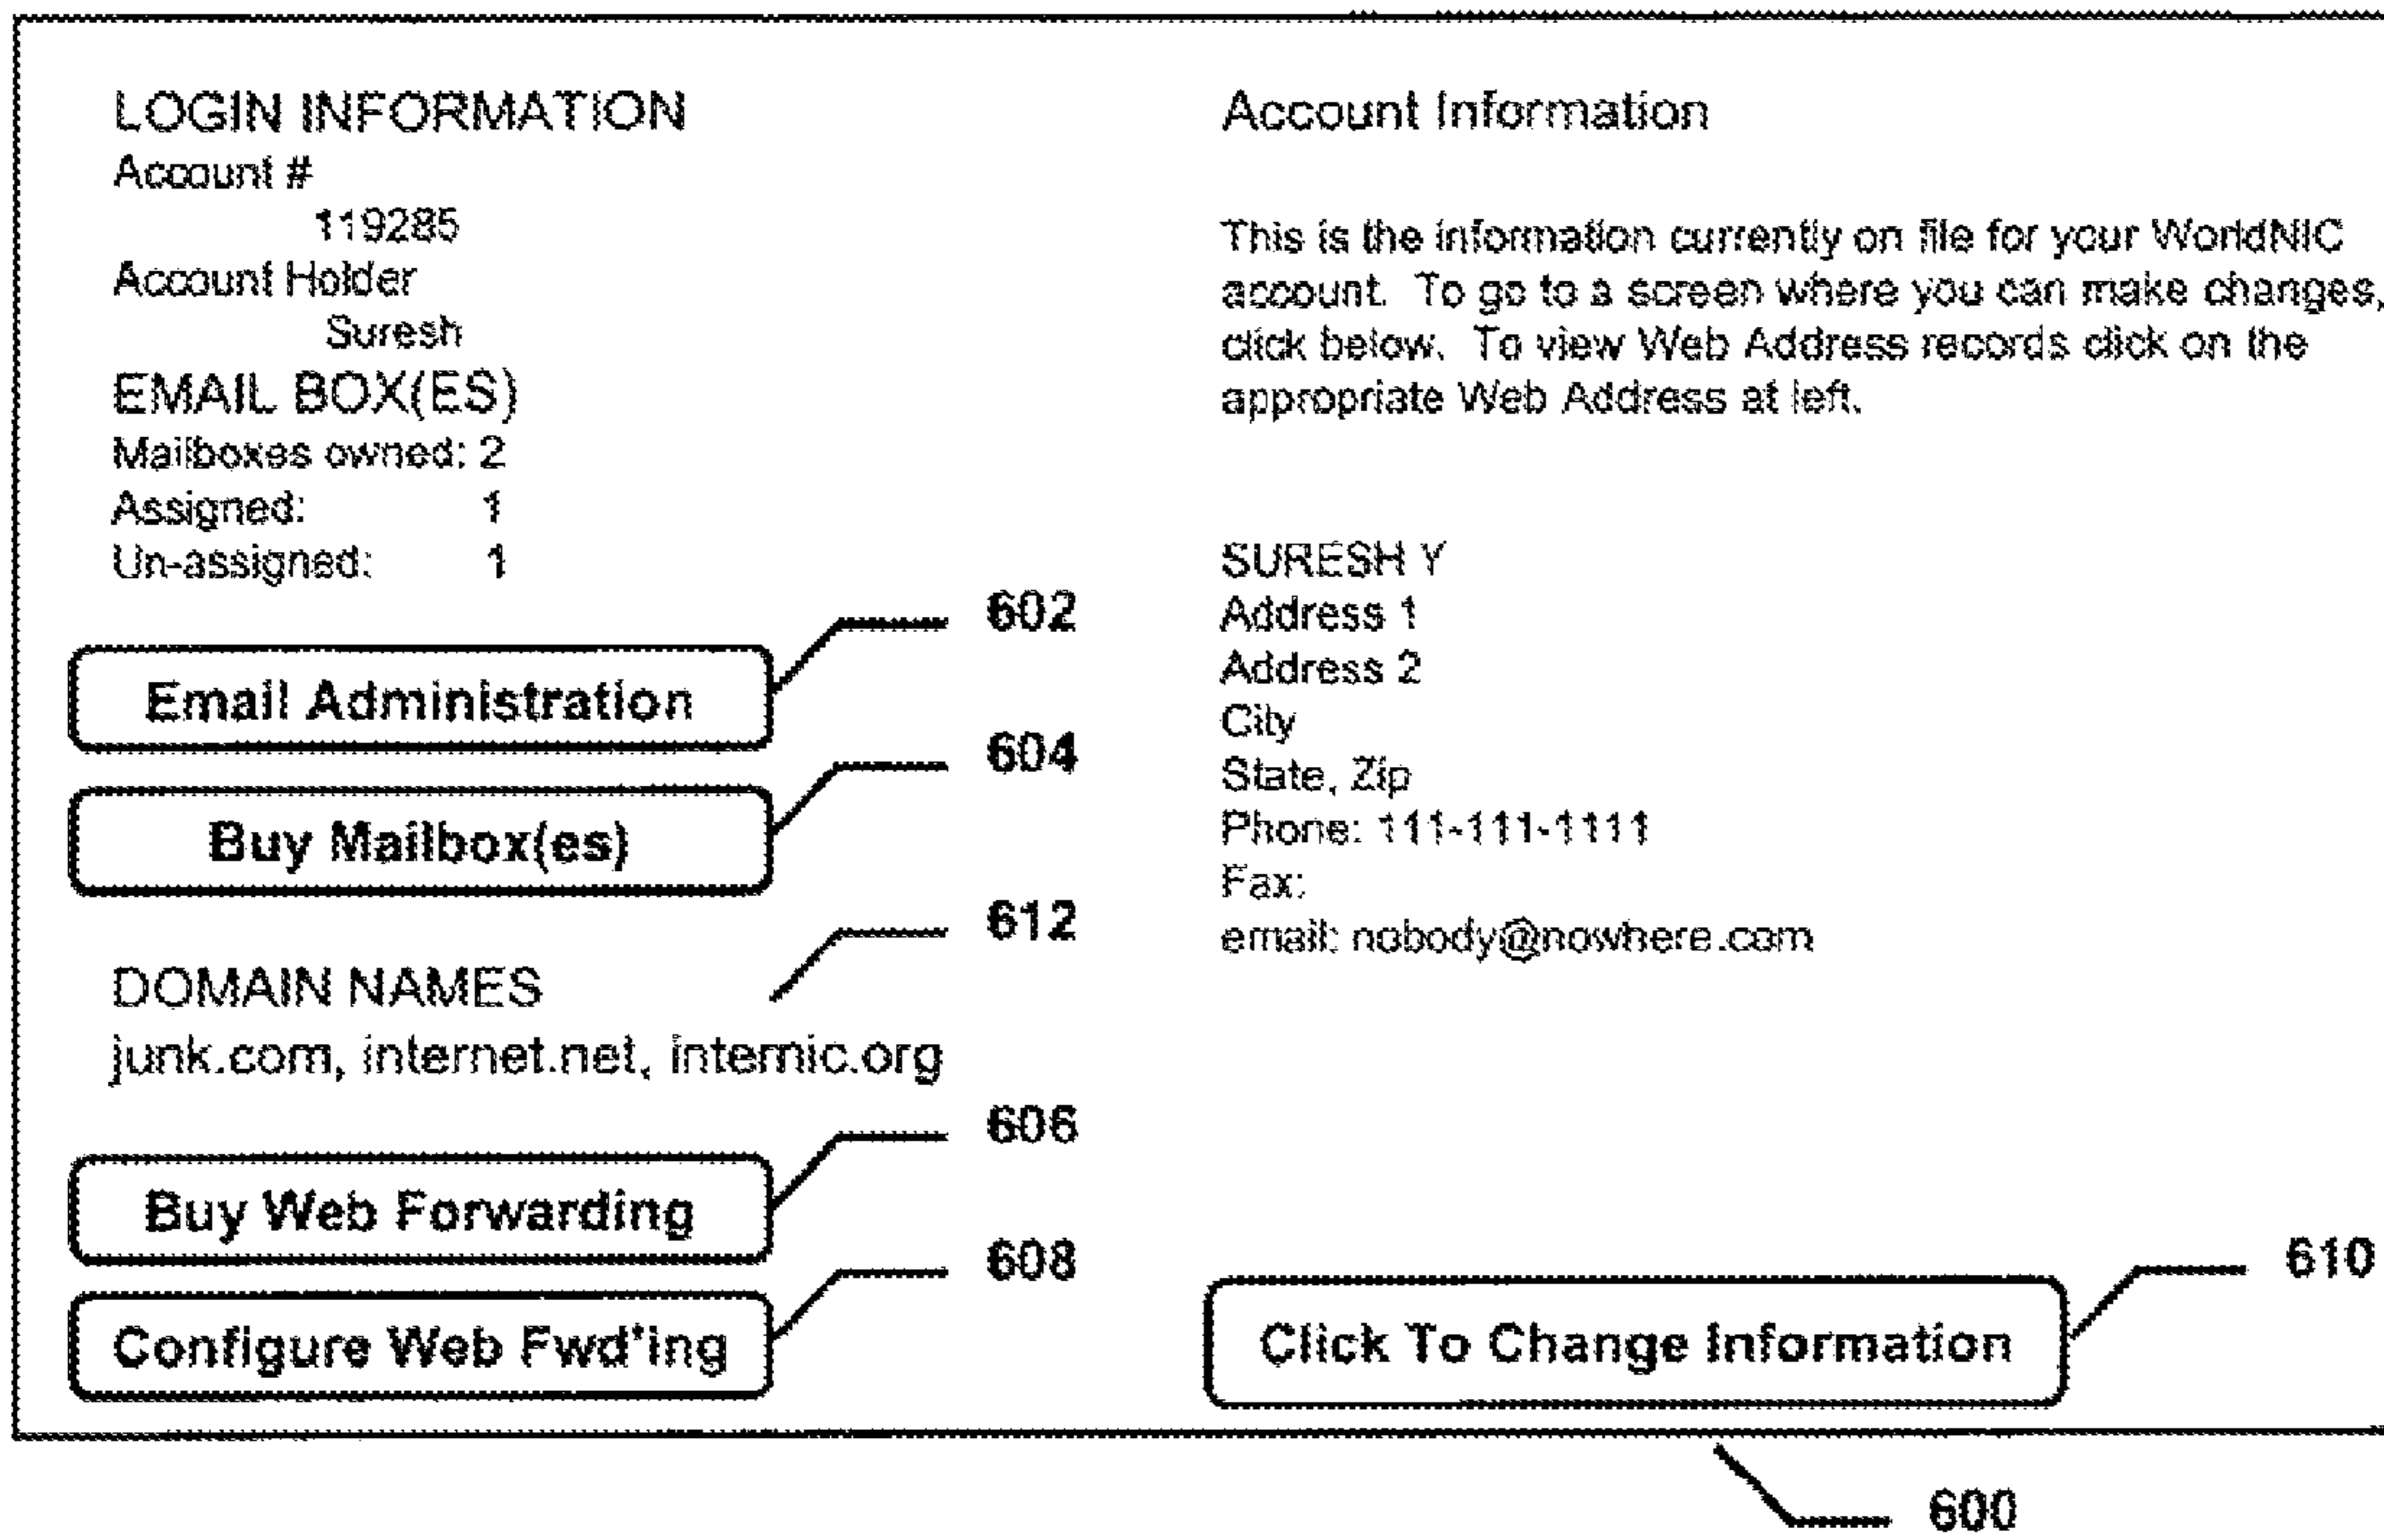 LOGIN INFORMATION
Account #
119285
Account Holder
Suresh
EMAIL BOX(ES)
Mailboxes owned: 2
Assigned: 1
Un-assigned: 1
602
Email Administration
604
Buy Mailbox(es)
612
DOMAIN NAMES
junk.com, internet.net, internic.org
606
Buy Web Forwarding
608
Configure Web Fwd'ing
Account Information
This is the information currently on file for your WorldNIC
account. To go to a screen where you can make changes,
click below. To view Web Address records click on the
appropriate Web Address at left.
SURESH Y
Address 1
Address 2
City
State, Zip
Phone: 111-111-1111
Fax:
email: nobody@nowhere.com
610
Click To Change Information
600